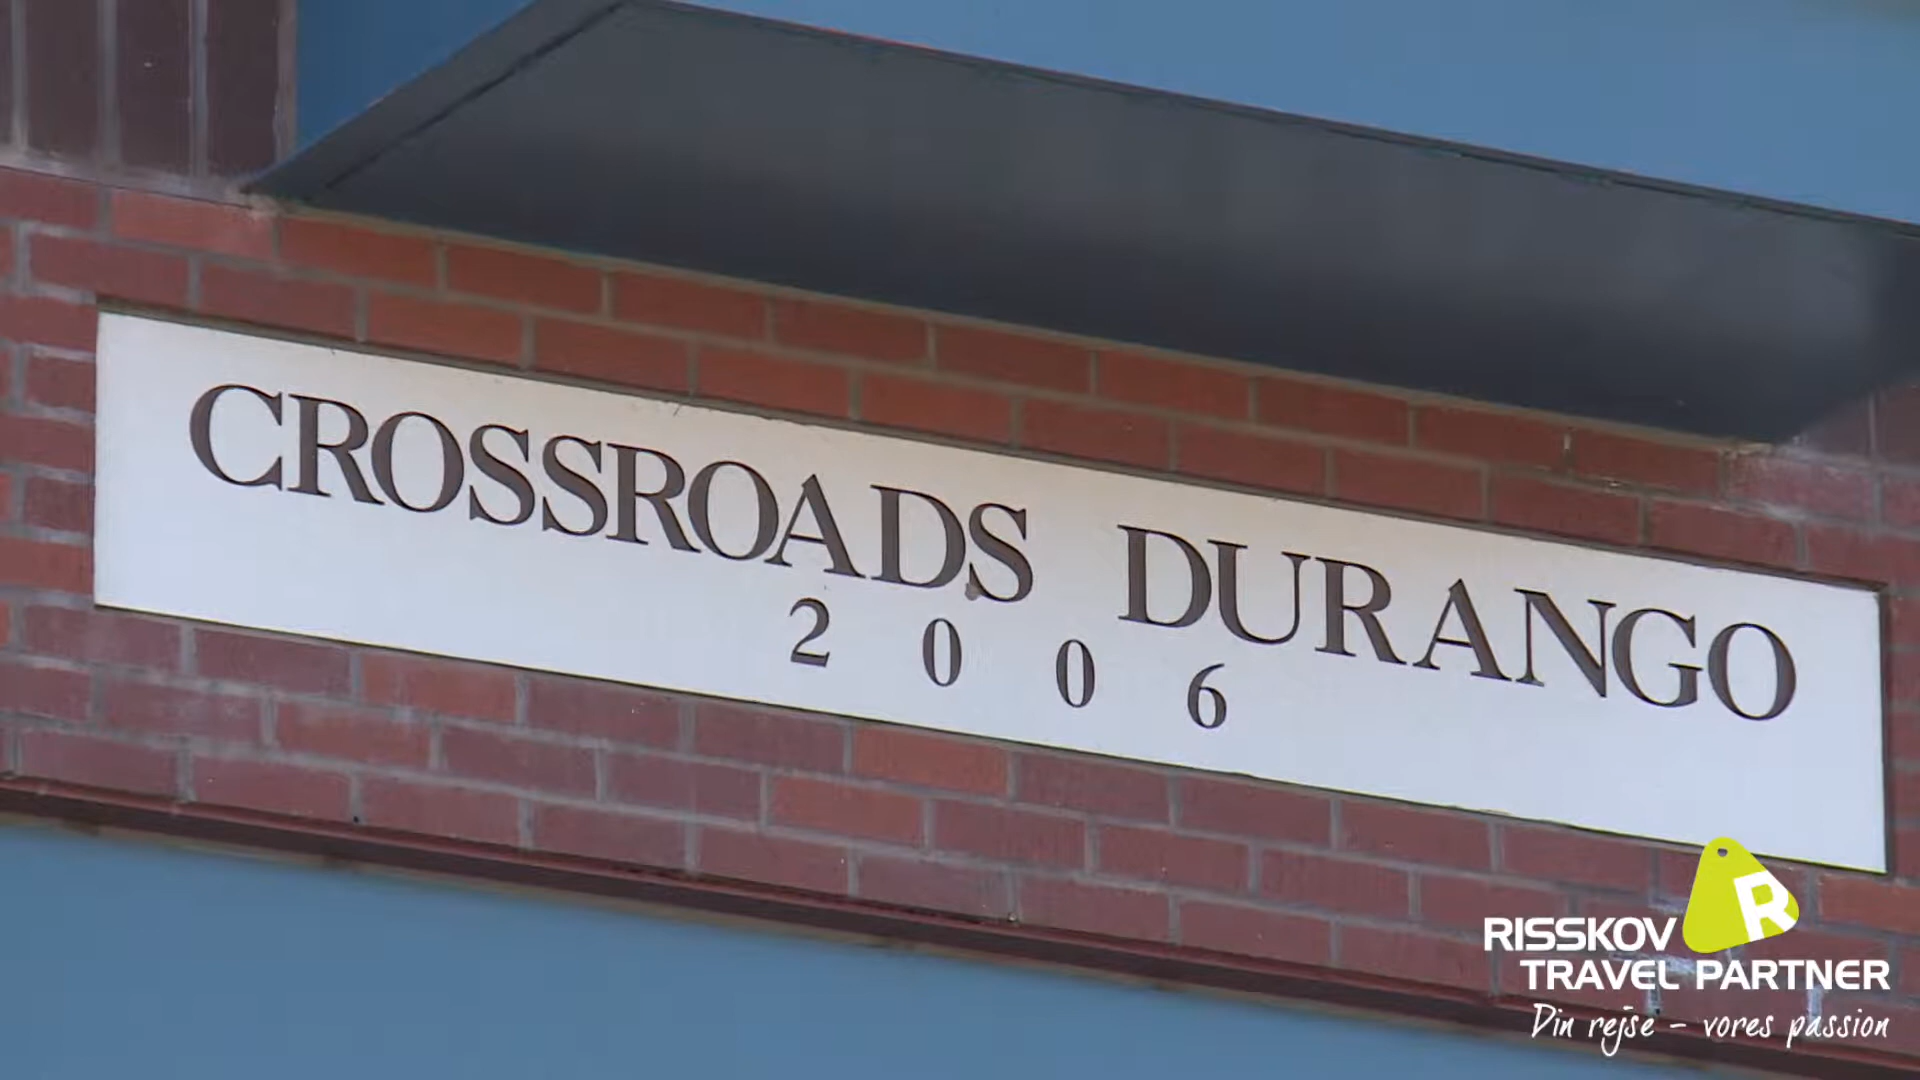 CROSSROADS DURANGO
2006
R
RISSKOV
TRAVEL PARTNER
Din rejse – vores passion